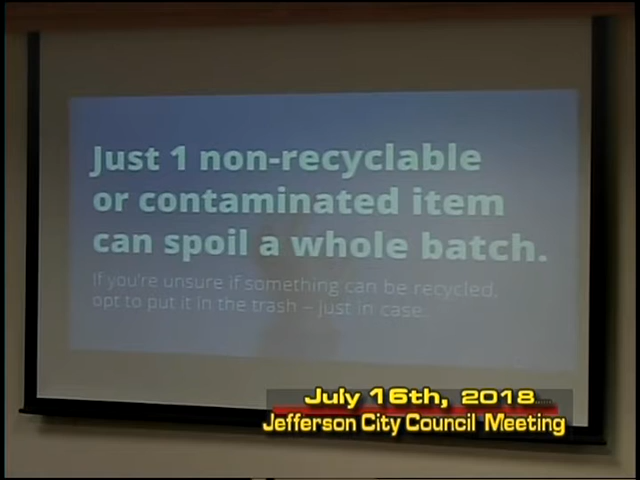 Just 1 non-recyclable
or contaminated item
can spoil a whole batch.
If you're unsure if something can be recycled,
opt to put it in the trash – just in case.
July 16th, 2018
Jefferson City Council Meeting